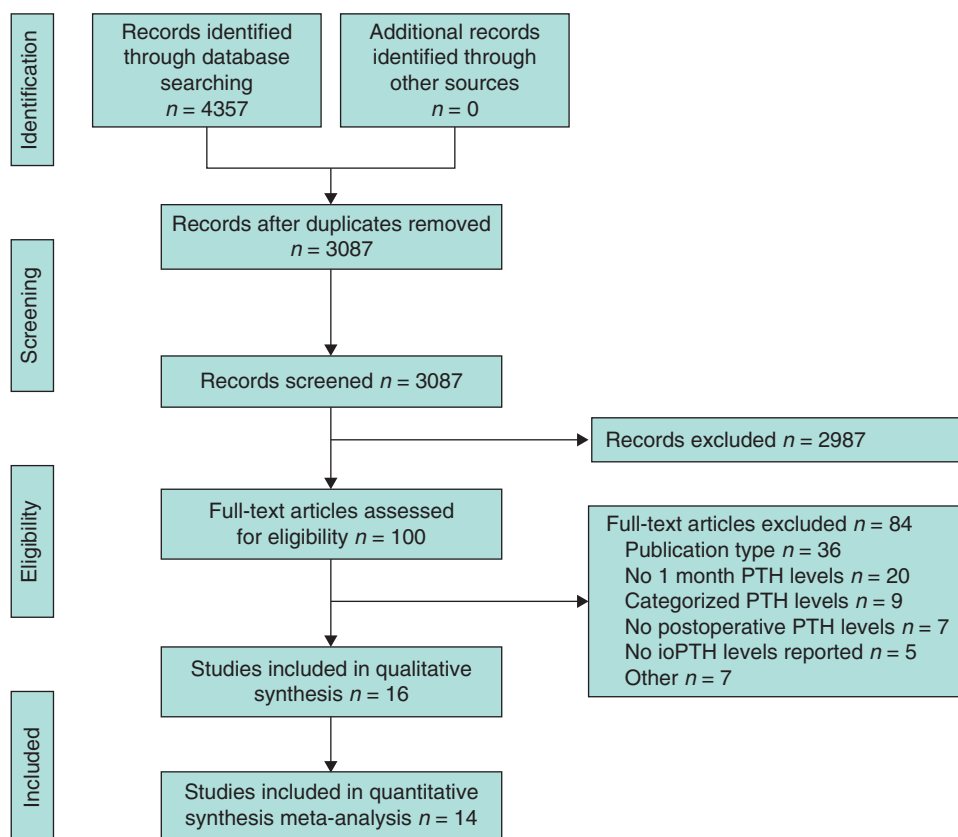 Identification
Records identified
through database
searching
n = 4357
Additional records
identified through
other sources
n = 0
Screening
Records after duplicates removed
n = 3087
Records screened n = 3087
Records excluded n = 2987
Eligibility
Full-text articles assessed
for eligibility n = 100
Full-text articles excluded n = 84
Publication type n = 36
No 1 month PTH levels n = 20
Categorized PTH levels n = 9
No postoperative PTH levels n = 7
No ioPTH levels reported n = 5
Other n = 7
Studies included in qualitative
synthesis n = 16
Included
Studies included in quantitative
synthesis meta-analysis n = 14